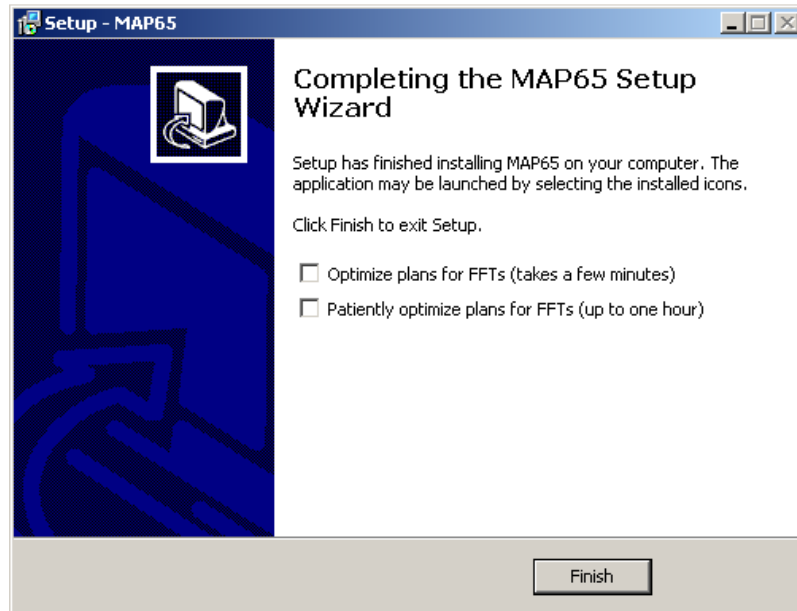 Setup - MAP65
Completing the MAP65 Setup
Wizard
Setup has finished installing MAP65 on your computer. The
application may be launched by selecting the installed icons.
Click Finish to exit Setup.
Optimize plans for FFTs (takes a few minutes)
Patiently optimize plans for FFTs (up to one hour)
Finish